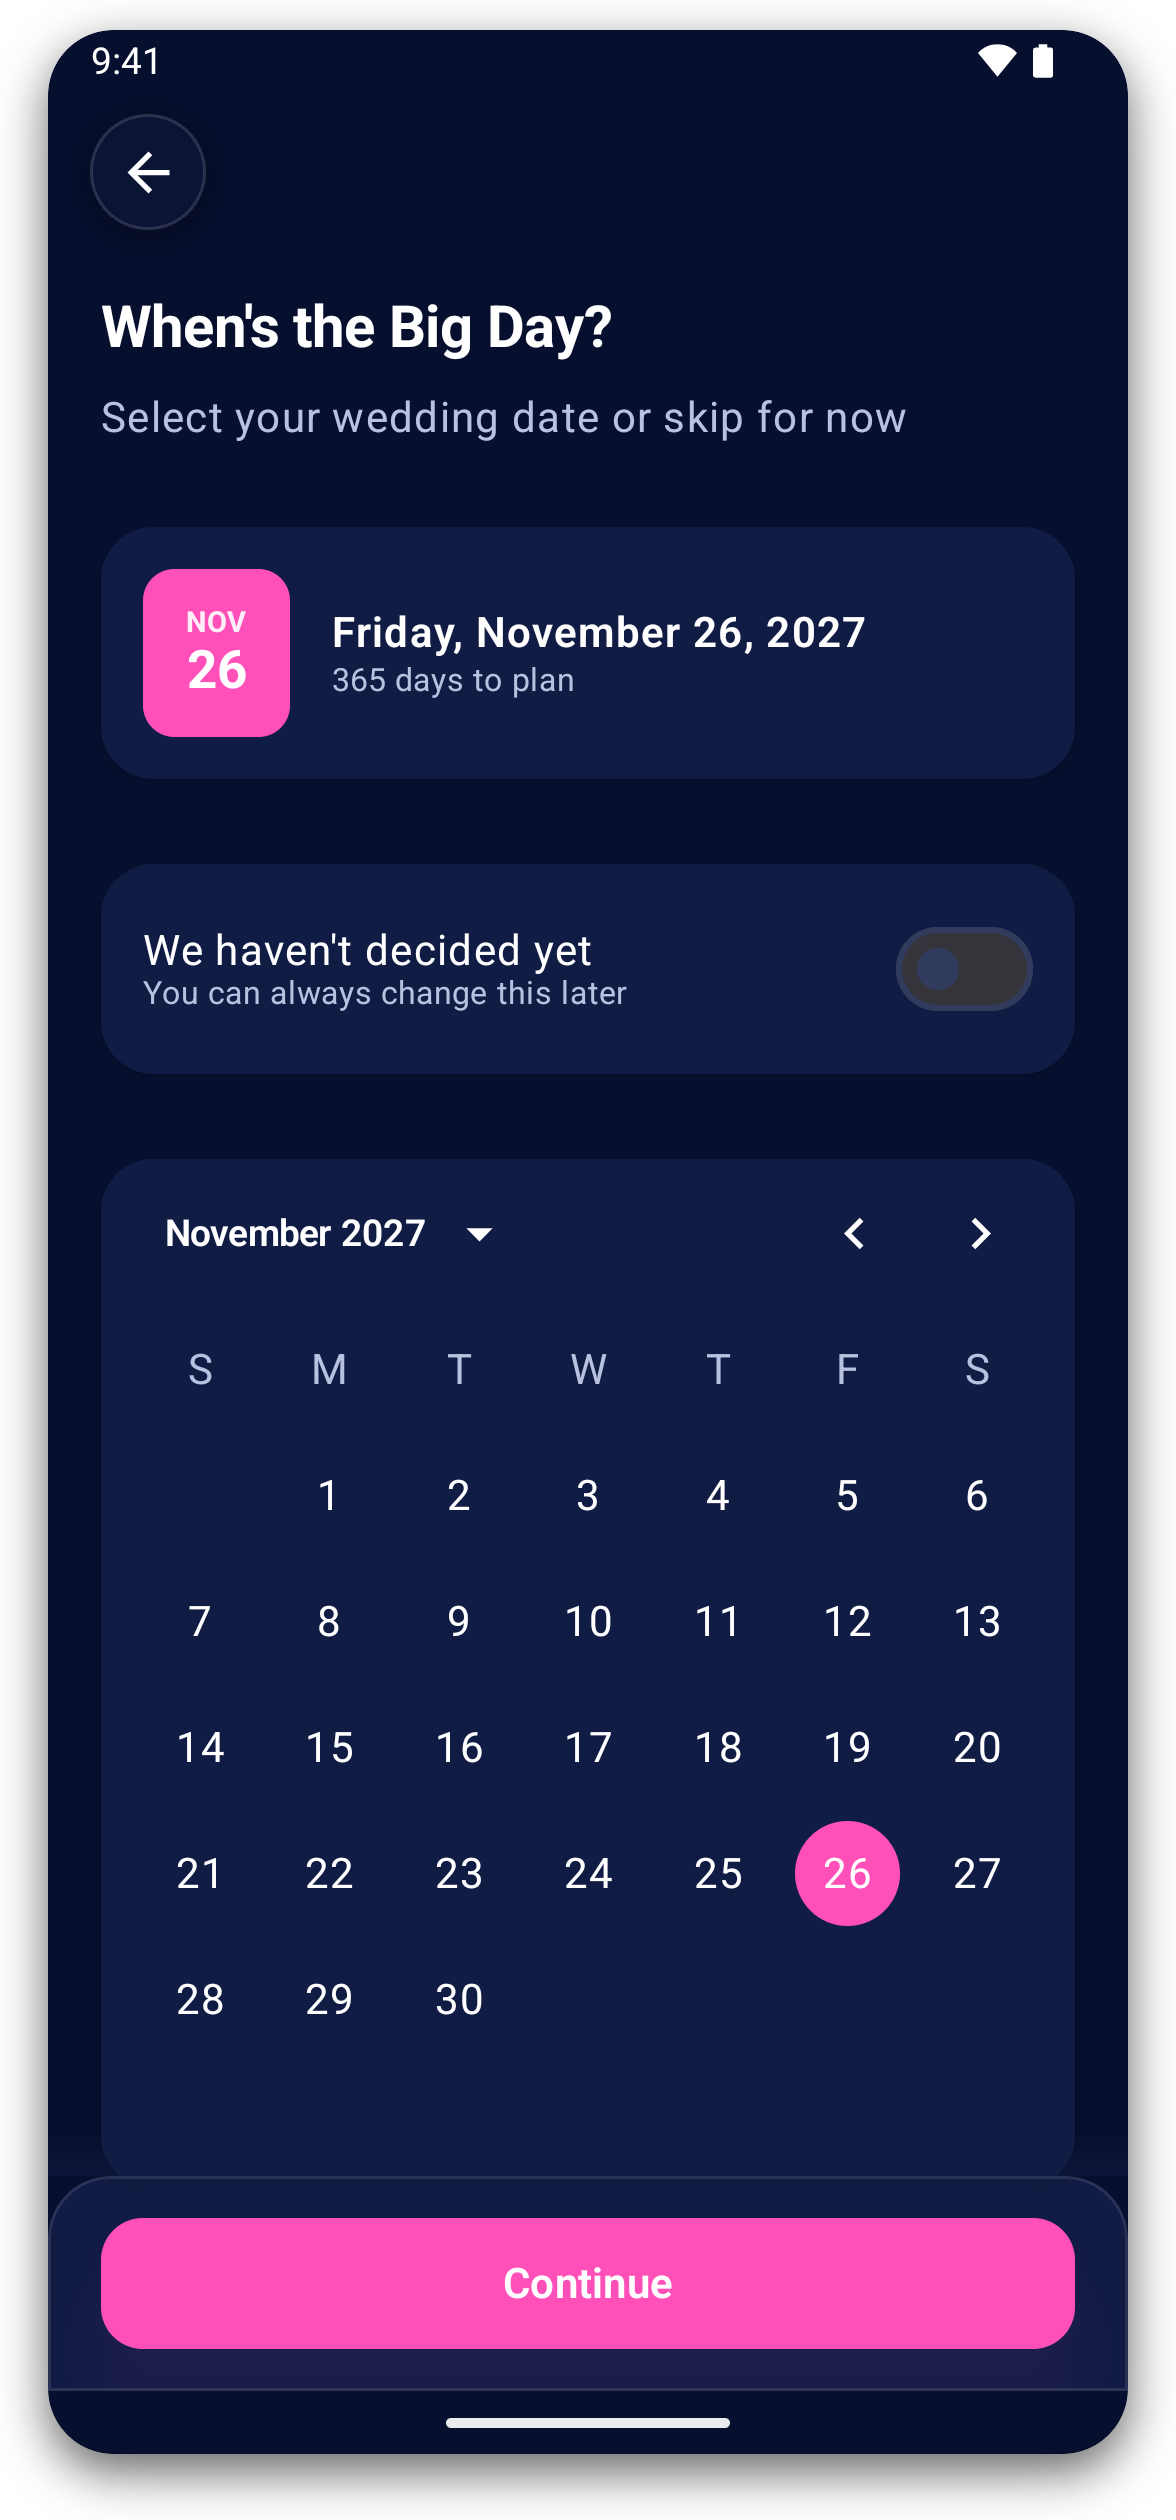 9:41
When's the Big Day?
Select your wedding date or skip for now
NOV
26
Friday, November 26, 2027
365 days to plan
We haven't decided yet
You can always change this later
November 2027
S M T W T F S
1 2 3 4 5 6
7 8 9 10 11 12 13
14 15 16 17 18 19 20
21 22 23 24 25 26 27
28 29 30
Continue